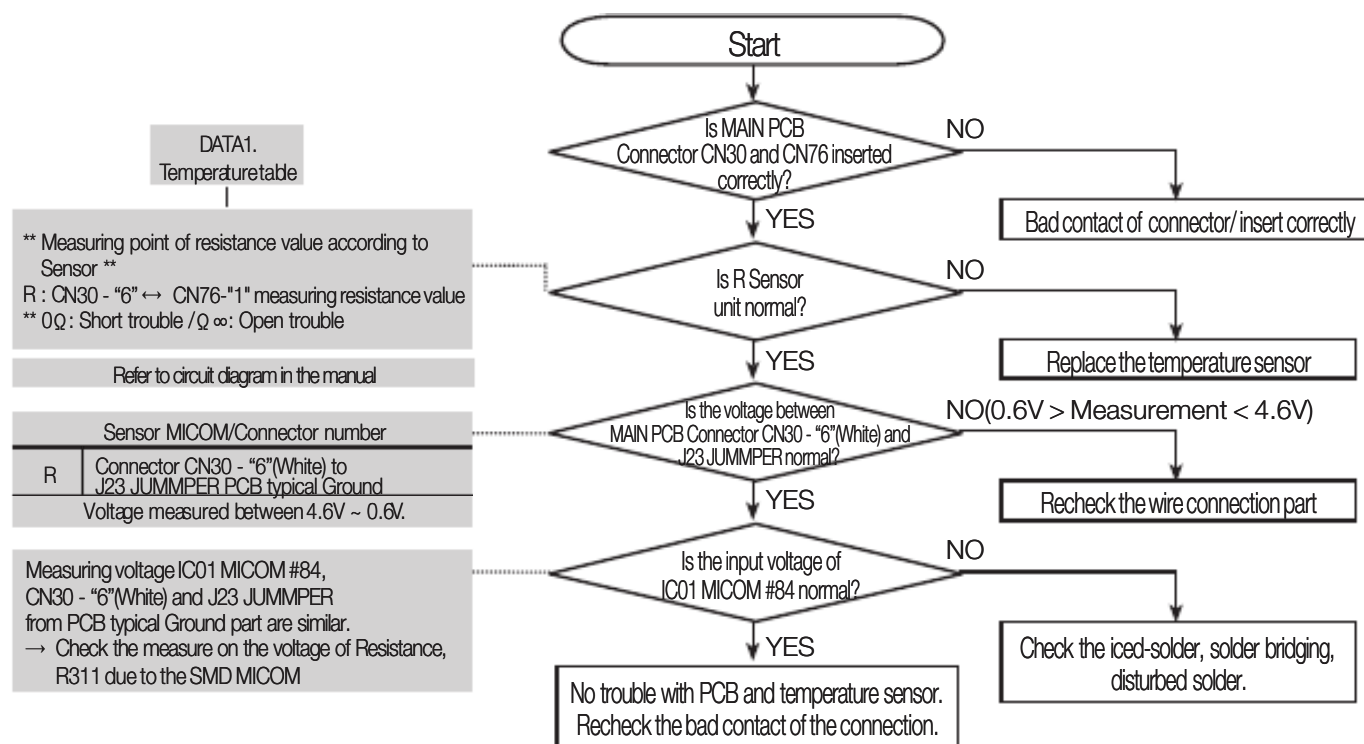 Start
Is MAIN PCB
Connector CN30 and CN76 inserted
correctly?
NO
Bad contact of connector/ insert correctly
YES
DATA1.
Temperature table
** Measuring point of resistance value according to
Sensor **
R : CN30 - “6” ↔ CN76-"1" measuring resistance value
** 0Ω : Short trouble /Ω ∞: Open trouble
Is R Sensor
unit normal?
NO
Replace the temperature sensor
YES
Refer to circuit diagram in the manual
Sensor MICOM/Connector number
R
Connector CN30 - “6”(White) to
J23 JUMMPER PCB typical Ground
Voltage measured between 4.6V ~ 0.6V.
Is the voltage between
MAIN PCB Connector CN30 - “6”(White) and
J23 JUMMPER normal?
NO(0.6V > Measurement < 4.6V)
Recheck the wire connection part
YES
Measuring voltage IC01 MICOM #84,
CN30 - “6”(White) and J23 JUMMPER
from PCB typical Ground part are similar.
→ Check the measure on the voltage of Resistance,
R311 due to the SMD MICOM
Is the input voltage of
IC01 MICOM #84 normal?
NO
Check the iced-solder, solder bridging,
disturbed solder.
YES
No trouble with PCB and temperature sensor.
Recheck the bad contact of the connection.